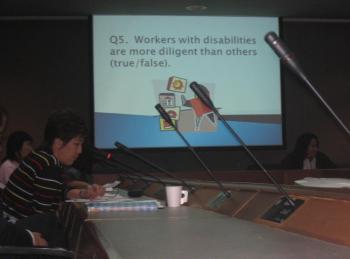 Q5. Workers with disabilities
are more diligent than others
(true/false).